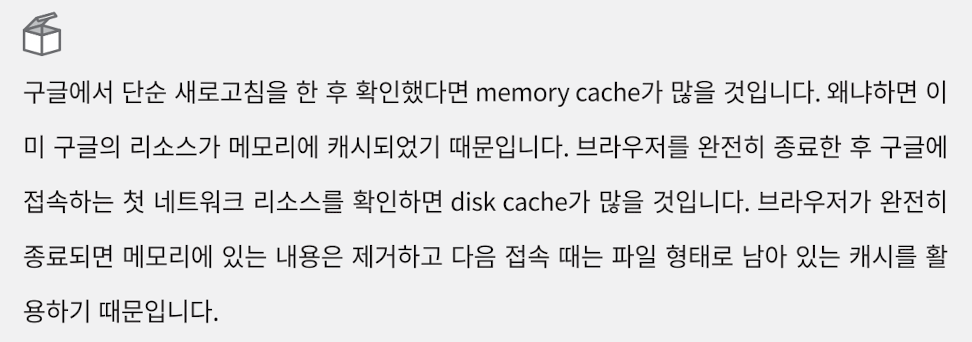 구글에서 단순 새로고침을 한 후 확인했다면 memory cache가 많을 것입니다. 왜냐하면 이
미 구글의 리소스가 메모리에 캐시되었기 때문입니다. 브라우저를 완전히 종료한 후 구글에
접속하는 첫 네트워크 리소스를 확인하면 disk cache가 많을 것입니다. 브라우저가 완전히
종료되면 메모리에 있는 내용은 제거하고 다음 접속 때는 파일 형태로 남아 있는 캐시를 활
용하기 때문입니다.